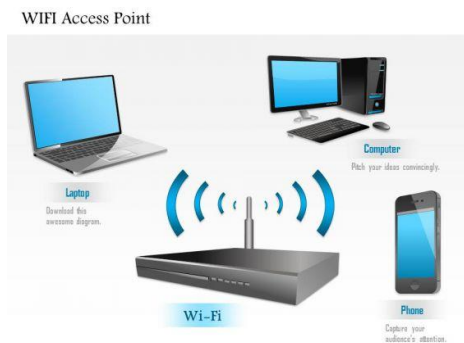 WIFI Access Point
Computer
Pitch your ideas convincingly.
Laptop
Download this
awesome diagram.
Wi-Fi
Phone
Capture your
audience's attention.